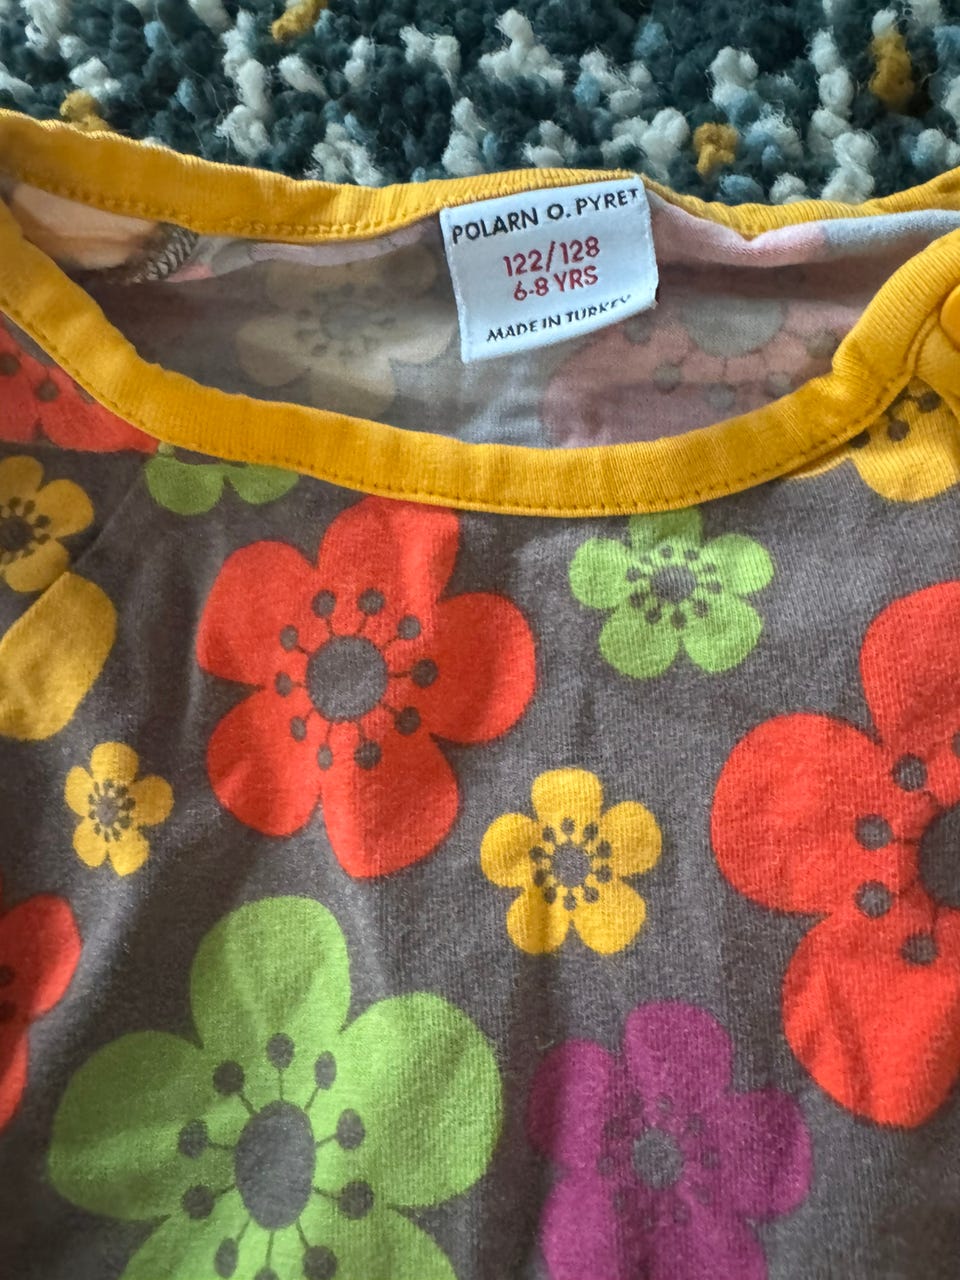 POLARN O. PYRET
122/128
6-8 YRS
MADE IN TURKEY